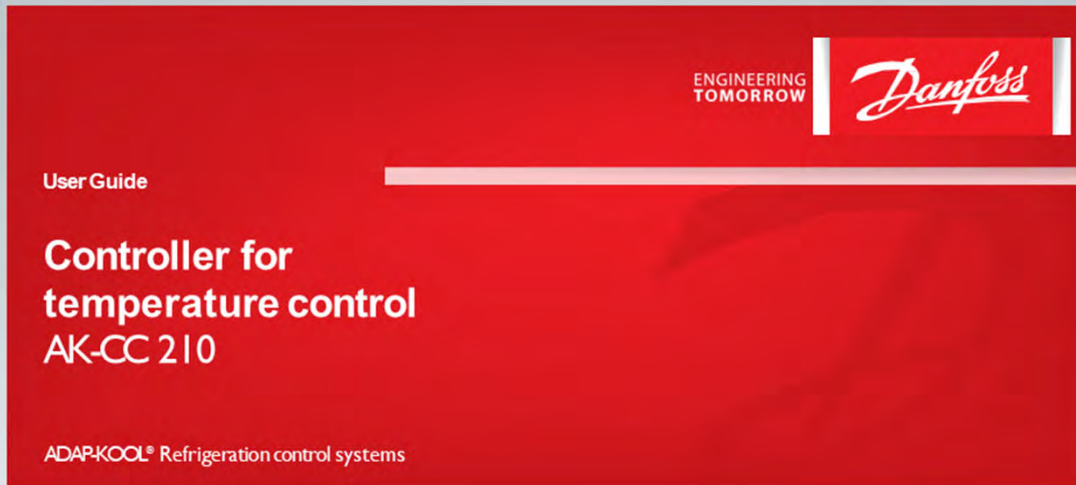 ENGINEERING
TOMORROW
Danfoss
User Guide
Controller for
temperature control
AK-CC 210
ADAP-KOOL® Refrigeration control systems